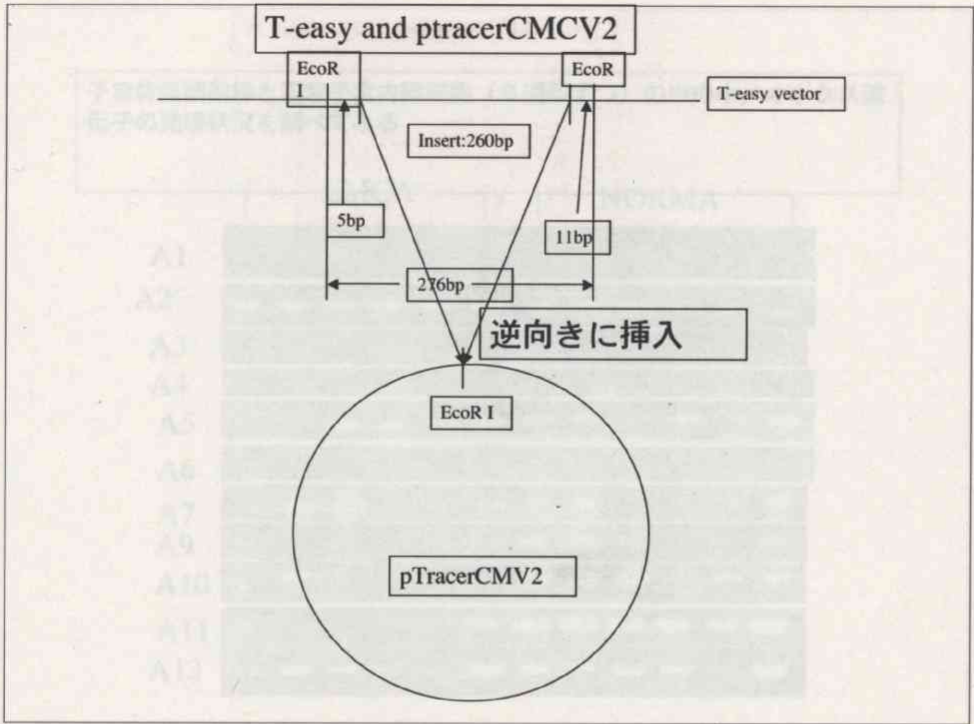 T-easy and ptracerCMCV2
EcoR
I
EcoR
T-easy vector
Insert:260bp
5bp
11bp
276bp
逆向きに挿入
EcoR I
pTracerCMV2
A1
A2
A3
A4
A5
A6
A7
A9
A10
A11
A12
NORMA